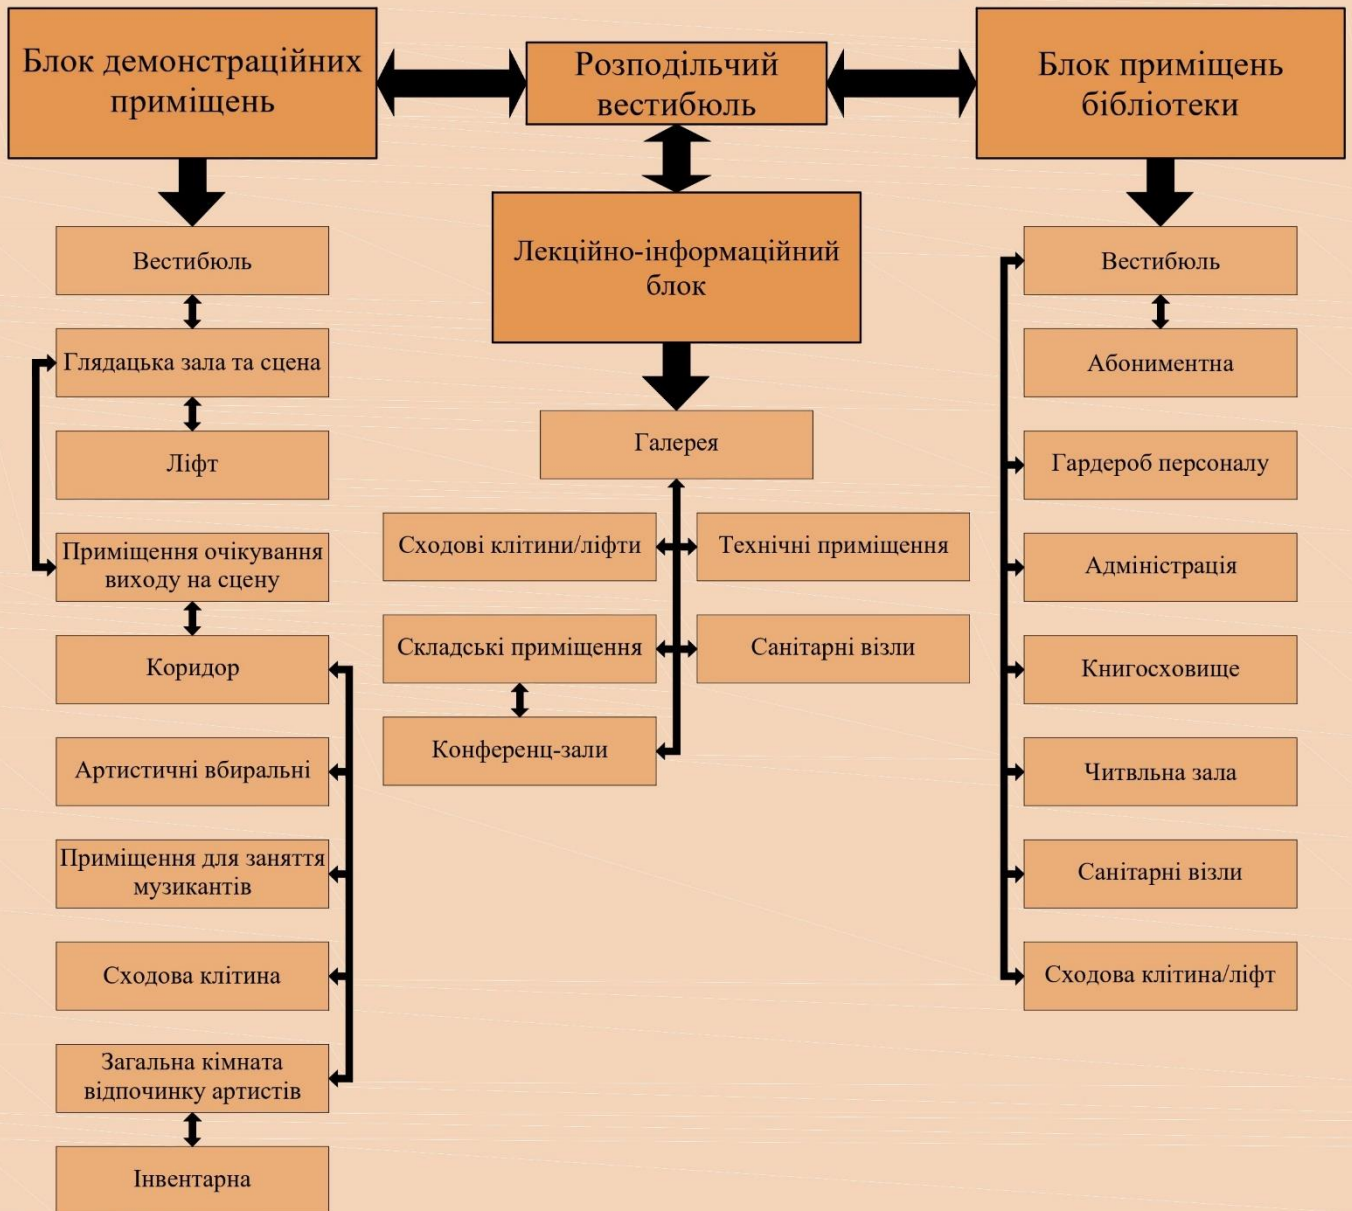 Блок демонстраційних
приміщень
Розподільчий
вестибюль
Блок приміщень
бібліотеки
Лекційно-інформаційний
блок
Вестибюль
Глядацька зала та сцена
Ліфт
Приміщення очікування
виходу на сцену
Коридор
Артистичні вбиральні
Приміщення для заняття
музикантів
Сходова клітина
Загальна кімната
відпочинку артистів
Інвентарна
Галерея
Сходові клітини/ліфти
Технічні приміщення
Складські приміщення
Санітарні візли
Конференц-зали
Вестибюль
Абониментна
Гардероб персоналу
Адміністрація
Книгосховище
Читвльна зала
Санітарні візли
Сходова клітина/ліфт